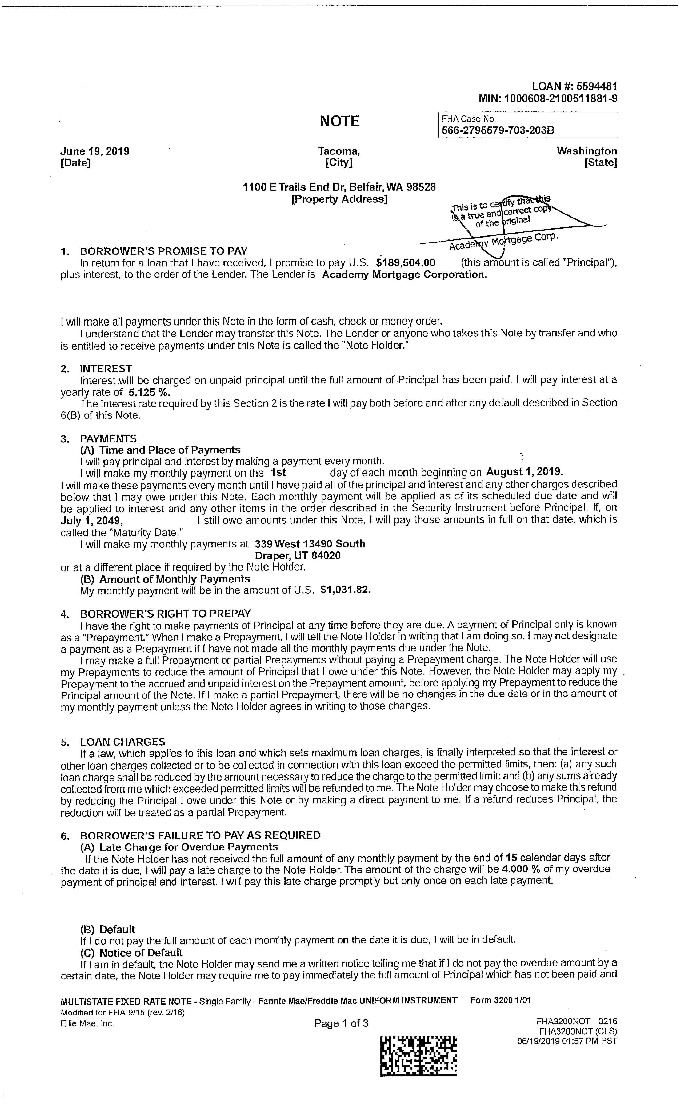 LOAN #: 5594481
MIN: 1000608-2100511881-9
NOTE
FHA Case No.
566-2795579-703-203B
June 19, 2019
[Date]
Tacoma,
[City]
Washington
[State]
1100 E Trails End Dr, Belfair, WA 98528
[Property Address]
This is to certify that this
is a true and correct copy
of the original
Academy Mortgage Corp.
1. BORROWER'S PROMISE TO PAY
In return for a loan that I have received, I promise to pay U.S. $189,504.00 (this amount is called "Principal"),
plus interest, to the order of the Lender. The Lender is Academy Mortgage Corporation.
I will make all payments under this Note in the form of cash, check or money order.
I understand that the Lender may transfer this Note. The Lender or anyone who takes this Note by transfer and who
is entitled to receive payments under this Note is called the "Note Holder."
2. INTEREST
Interest will be charged on unpaid principal until the full amount of Principal has been paid. I will pay interest at a
yearly rate of 5.125 %.
The interest rate required by this Section 2 is the rate I will pay both before and after any default described in Section
6(B) of this Note.
3. PAYMENTS
(A) Time and Place of Payments
I will pay principal and interest by making a payment every month.
I will make my monthly payment on the 1st day of each month beginning on August 1, 2019.
I will make these payments every month until I have paid all of the principal and interest and any other charges described
below that I may owe under this Note. Each monthly payment will be applied as of its scheduled due date and will
be applied to interest and any other items in the order described in the Security Instrument before Principal. If, on
July 1, 2049, I still owe amounts under this Note, I will pay those amounts in full on that date, which is
called the "Maturity Date."
I will make my monthly payments at 339 West 13490 South
Draper, UT 84020
or at a different place if required by the Note Holder.
(B) Amount of Monthly Payments
My monthly payment will be in the amount of U.S. $1,031.82.
4. BORROWER'S RIGHT TO PREPAY
I have the right to make payments of Principal at any time before they are due. A payment of Principal only is known
as a "Prepayment." When I make a Prepayment, I will tell the Note Holder in writing that I am doing so. I may not designate
a payment as a Prepayment if I have not made all the monthly payments due under the Note.
I may make a full Prepayment or partial Prepayments without paying a Prepayment charge. The Note Holder will use
my Prepayments to reduce the amount of Principal that I owe under this Note. However, the Note Holder may apply my
Prepayment to the accrued and unpaid interest on the Prepayment amount, before applying my Prepayment to reduce the
Principal amount of the Note. If I make a partial Prepayment, there will be no changes in the due date or in the amount of
my monthly payment unless the Note Holder agrees in writing to those changes.
5. LOAN CHARGES
If a law, which applies to this loan and which sets maximum loan charges, is finally interpreted so that the interest or
other loan charges collected or to be collected in connection with this loan exceed the permitted limits, then: (a) any such
loan charge shall be reduced by the amount necessary to reduce the charge to the permitted limit; and (b) any sums already
collected from me which exceeded permitted limits will be refunded to me. The Note Holder may choose to make this refund
by reducing the Principal I owe under this Note or by making a direct payment to me. If a refund reduces Principal, the
reduction will be treated as a partial Prepayment.
6. BORROWER'S FAILURE TO PAY AS REQUIRED
(A) Late Charge for Overdue Payments
If the Note Holder has not received the full amount of any monthly payment by the end of 15 calendar days after
the date it is due, I will pay a late charge to the Note Holder. The amount of the charge will be 4.000 % of my overdue
payment of principal and interest. I will pay this late charge promptly but only once on each late payment.
(B) Default
If I do not pay the full amount of each monthly payment on the date it is due, I will be in default.
(C) Notice of Default
If I am in default, the Note Holder may send me a written notice telling me that if I do not pay the overdue amount by a
certain date, the Note Holder may require me to pay immediately the full amount of Principal which has not been paid and
MULTISTATE FIXED RATE NOTE - Single Family - Fannie Mae/Freddie Mac UNIFORM INSTRUMENT Form 3200 1/01
Modified for FHA 9/15 (rev. 2/16)
Ellie Mae, Inc.
Page 1 of 3
FHA3200NOT 0216
FHA3200NOT (CLS)
06/19/2019 01:57 PM PST